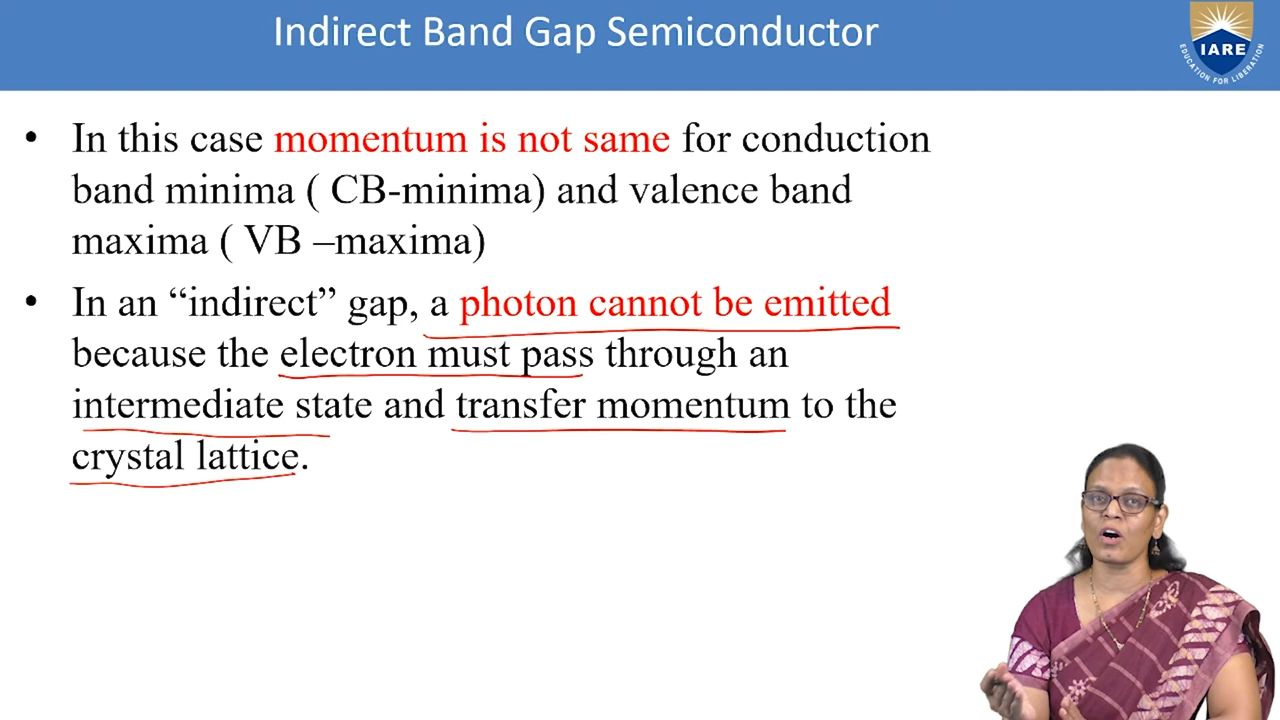 Indirect Band Gap Semiconductor
IARE
EDUCATION FOR LIBERATION
• In this case momentum is not same for conduction
band minima ( CB-minima) and valence band
maxima ( VB –maxima)
• In an “indirect” gap, a photon cannot be emitted
because the electron must pass through an
intermediate state and transfer momentum to the
crystal lattice.